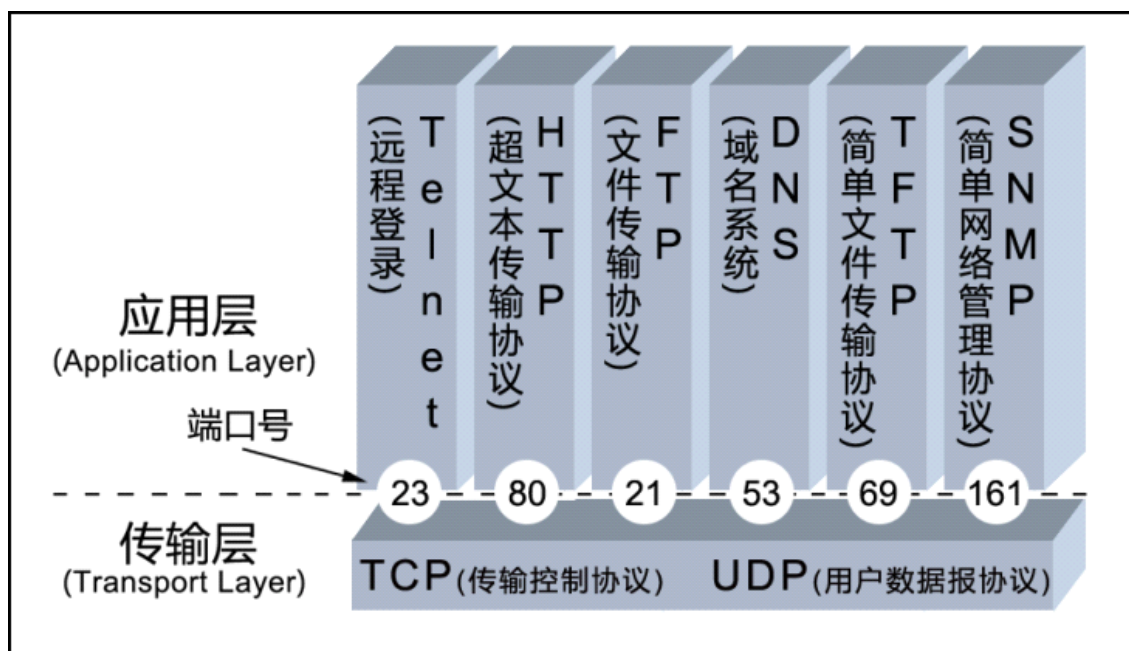 Telnet
(远程登录)
HTTP
(超文本传输协议)
FTP
(文件传输协议)
DNS
(域名系统)
TFTP
(简单文件传输协议)
SNMP
(简单网络管理协议)
应用层
(Application Layer)
端口号
23
80
21
53
69
161
传输层
(Transport Layer)
TCP(传输控制协议)
UDP(用户数据报协议)